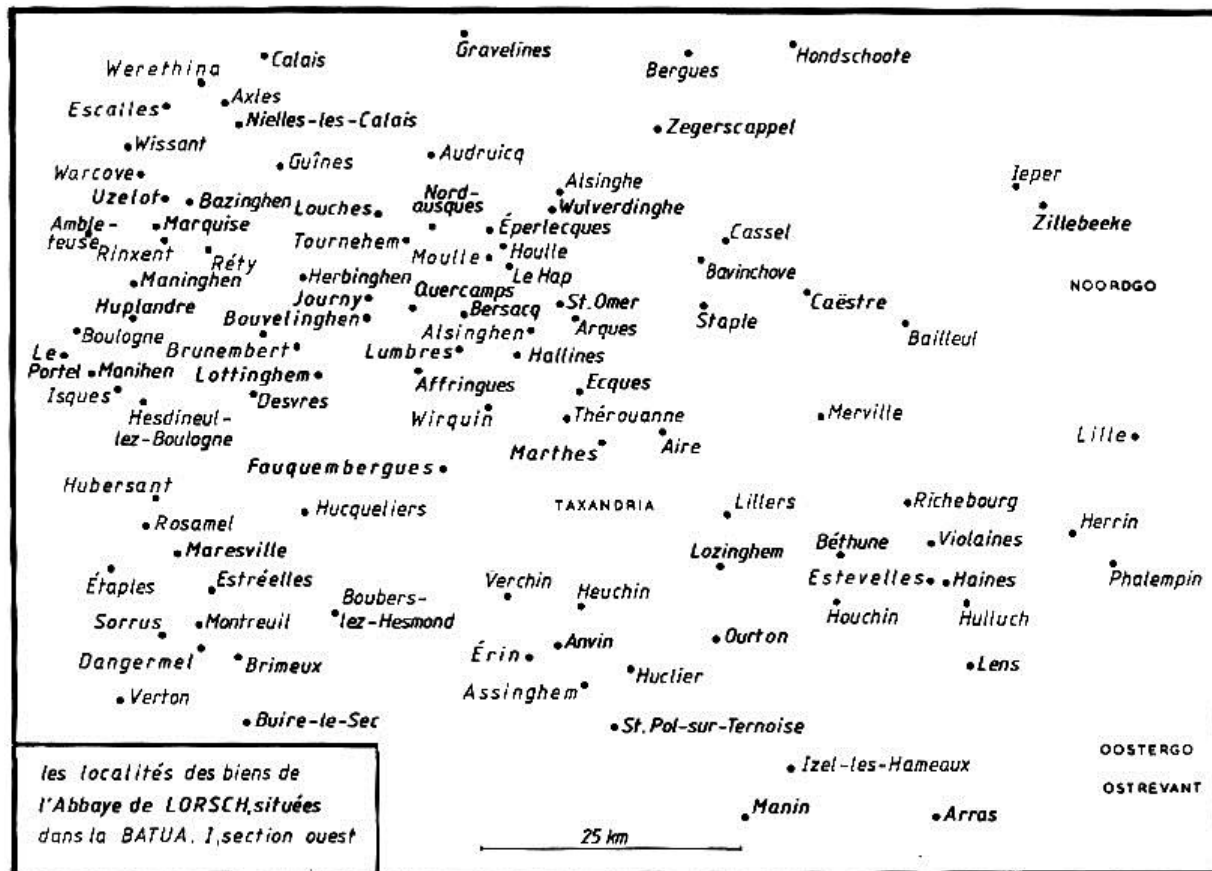 Gravelines
Hondschoote
Calais
Bergues
Werethina
Axles
Escalles
Nielles-les-Calais
Zegerscappel
Wissant
Audruicq
Guînes
Warcove
Ieper
Alsinghe
Uzelot
Bazinghen
Nord-
ausques
Louches
Wulverdinghe
Zillebeeke
Amble-
teuse
Marquise
Éperlecques
Cassel
Rinxent
Tournehem
Houlle
Réty
Moulle
Bavinchove
Le Hap
Maninghen
Herbinghen
Quercamps
NOORDGO
Huplandre
Journy
St. Omer
Caëstre
Bouvelinghen
Bersacq
Arques
Staple
Boulogne
Alsinghen
Bailleul
Brunembert
Le
Portel
Lumbres
Hallines
Manihen
Lottinghem
Affringues
Ecques
Isques
Desvres
Hesdineul-
lez-Boulogne
Wirquin
Thérouanne
Merville
Lille
Marthes
Aire
Fauquembergues
Hubersant
Hucqueliers
TAXANDRIA
Lillers
Richebourg
Rosamel
Herrin
Maresville
Lozinghem
Béthune
Violaines
Étaples
Estréelles
Verchin
Heuchin
Estevelles
Haines
Phalempin
Boubers-
lez-Hesmond
Houchin
Hulluch
Sorrus
Montreuil
Anvin
Ourton
Dangermel
Brimeux
Érin
Huclier
Lens
Verton
Assinghem
Buire-le-Sec
St. Pol-sur-Ternoise
OOSTERGO
Izel-les-Hameaux
OSTREVANT
Manin
Arras
les localités des biens de
l'Abbaye de LORSCH, situées
dans la BATUA. I, section ouest
25 km